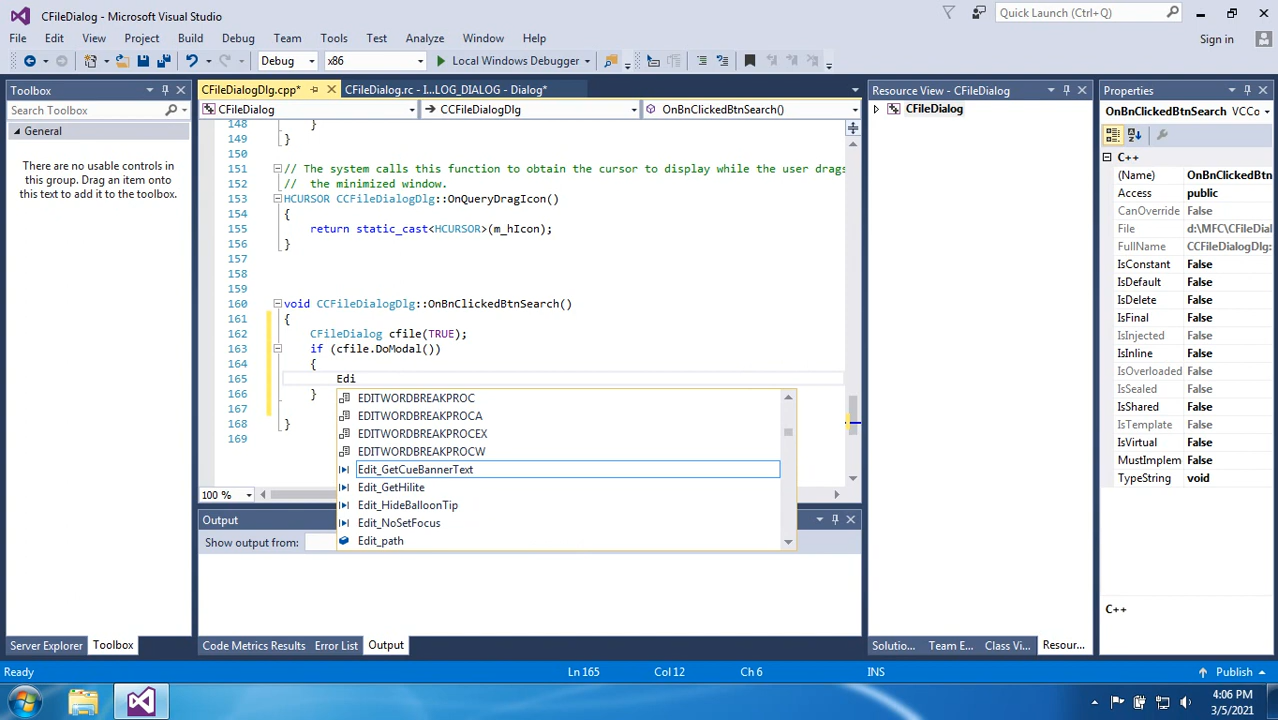 CFileDialog - Microsoft Visual Studio
Quick Launch (Ctrl+Q)
File Edit View Project Build Debug Team Tools Test Analyze Window Help
Sign in
Debug x86 Local Windows Debugger
Toolbox
Search Toolbox
General
There are no usable controls in
this group. Drag an item onto
this text to add it to the toolbox.
CFileDialogDlg.cpp* CFileDialog.rc - I...LOG_DIALOG - Dialog*
CFileDialog CCFileDialogDlg OnBnClickedBtnSearch()
148 }
149 }
150
151 // The system calls this function to obtain the cursor to display while the user drags
152 // the minimized window.
153 HCURSOR CCFileDialogDlg::OnQueryDragIcon()
154 {
155 return static_cast<HCURSOR>(m_hIcon);
156 }
157
158
159
160 void CCFileDialogDlg::OnBnClickedBtnSearch()
161 {
162 CFileDialog cfile(TRUE);
163 if (cfile.DoModal())
164 {
165 Edi
166 }
167
168 }
169
EDITWORDBREAKPROC
EDITWORDBREAKPROCA
EDITWORDBREAKPROCEX
EDITWORDBREAKPROCW
Edit_GetCueBannerText
Edit_GetHilite
Edit_HideBalloonTip
Edit_NoSetFocus
Edit_path
100 %
Output
Show output from:
Resource View - CFileDialog
CFileDialog
Properties
OnBnClickedBtnSearch VCCo
C++
(Name) OnBnClickedBtn
Access public
CanOverride False
File d:\MFC\CFileDial
FullName CCFileDialogDlg:
IsConstant False
IsDefault False
IsDelete False
IsFinal False
IsInjected False
IsInline False
IsOverloaded False
IsSealed False
IsShared False
IsTemplate False
IsVirtual False
MustImplem False
TypeString void
C++
Server Explorer Toolbox
Code Metrics Results Error List Output
Solutio... Team E... Class Vi... Resour...
Ready Ln 165 Col 12 Ch 6 INS Publish
4:06 PM
3/5/2021